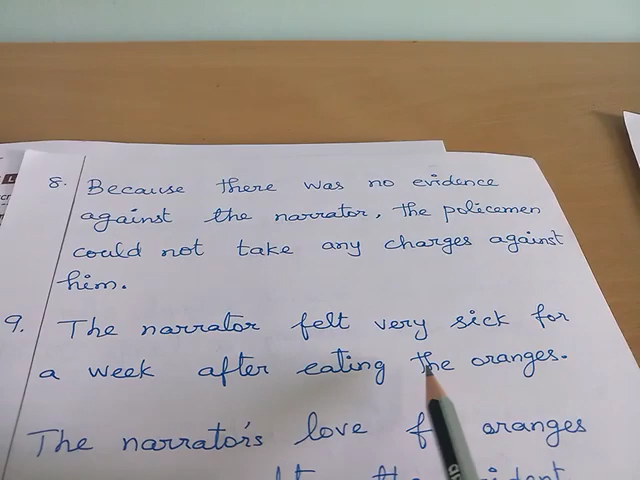 8. Because there was no evidence
against the narrator, the policemen
could not take any charges against
him.
9. The narrator felt very sick for
a week after eating the oranges.
The narrator's love f oranges
the